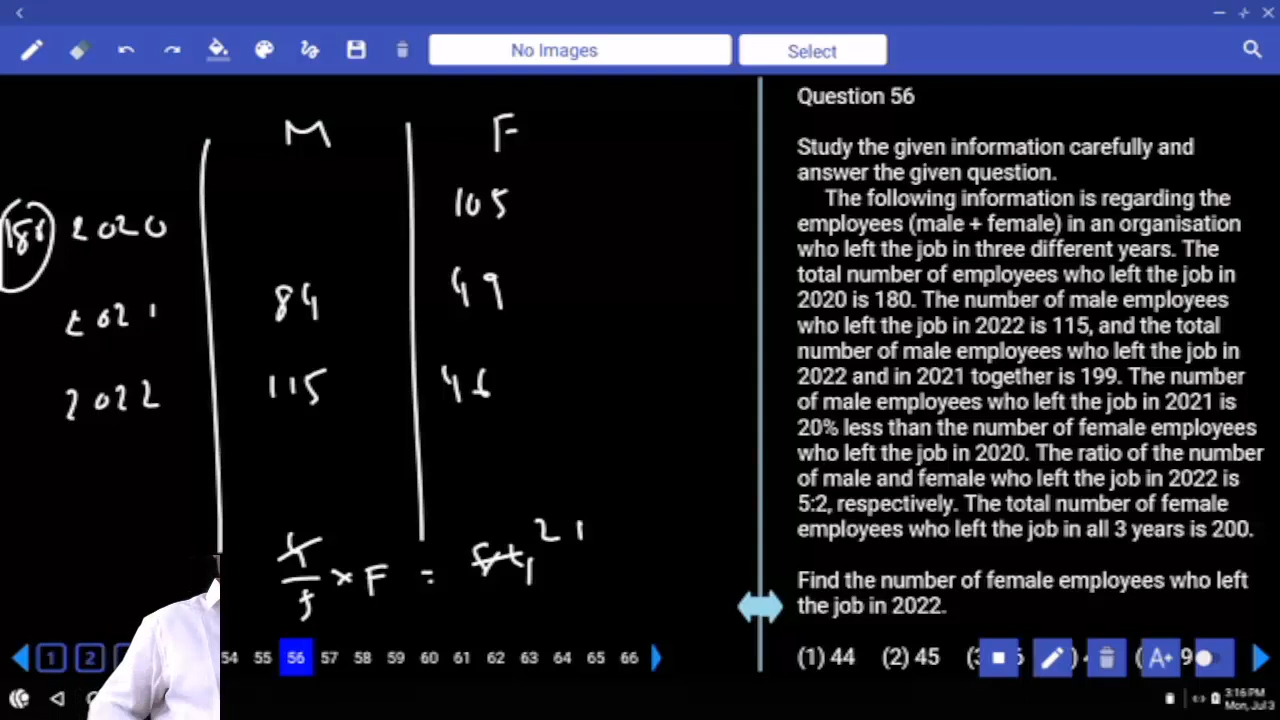 No Images
Select
Question 56
Study the given information carefully and
answer the given question.
The following information is regarding the
employees (male + female) in an organisation
who left the job in three different years. The
total number of employees who left the job in
2020 is 180. The number of male employees
who left the job in 2022 is 115, and the total
number of male employees who left the job in
2022 and in 2021 together is 199. The number
of male employees who left the job in 2021 is
20% less than the number of female employees
who left the job in 2020. The ratio of the number
of male and female who left the job in 2022 is
5:2, respectively. The total number of female
employees who left the job in all 3 years is 200.
Find the number of female employees who left
the job in 2022.
(1) 44 (2) 45
M F
2020 105
2021 84 49
2022 115 46
× F = 21
1 2 54 55 56 57 58 59 60 61 62 63 64 65 66
A+
3:16 PM
Mon, Jul 3